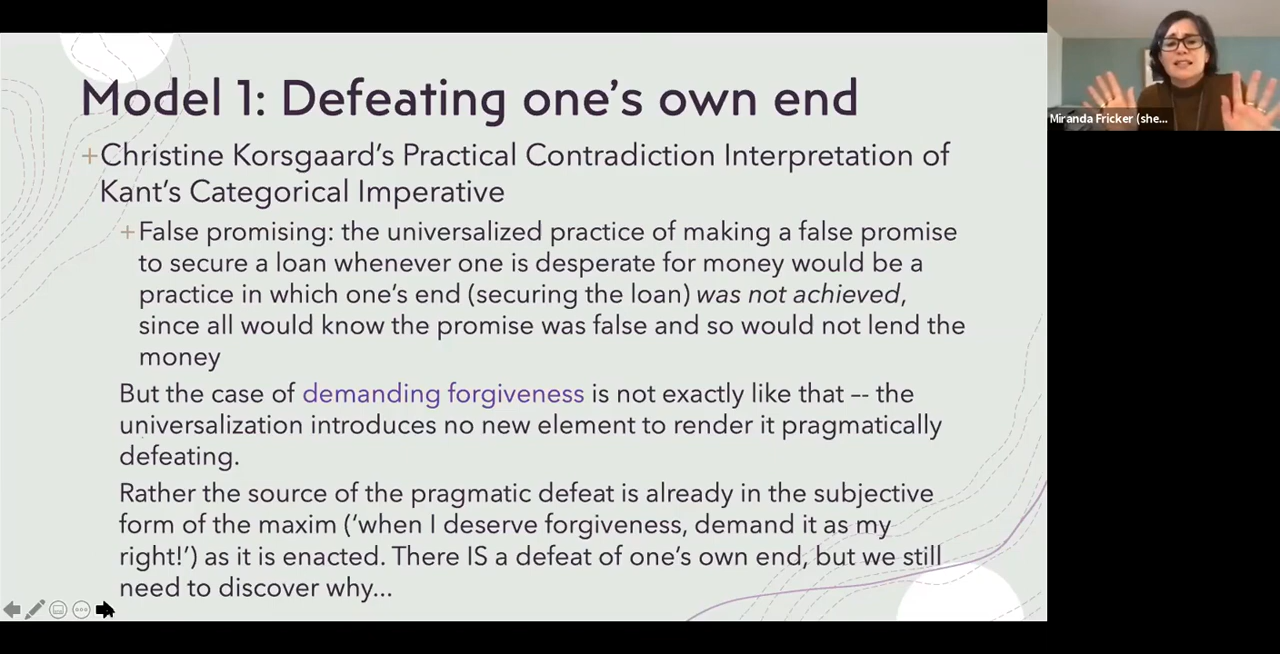 Model 1: Defeating one's own end
+Christine Korsgaard's Practical Contradiction Interpretation of
Kant's Categorical Imperative
+False promising: the universalized practice of making a false promise
to secure a loan whenever one is desperate for money would be a
practice in which one's end (securing the loan) was not achieved,
since all would know the promise was false and so would not lend the
money
But the case of demanding forgiveness is not exactly like that -- the
universalization introduces no new element to render it pragmatically
defeating.
Rather the source of the pragmatic defeat is already in the subjective
form of the maxim ('when I deserve forgiveness, demand it as my
right!') as it is enacted. There IS a defeat of one's own end, but we still
need to discover why...
Miranda Fricker (she...